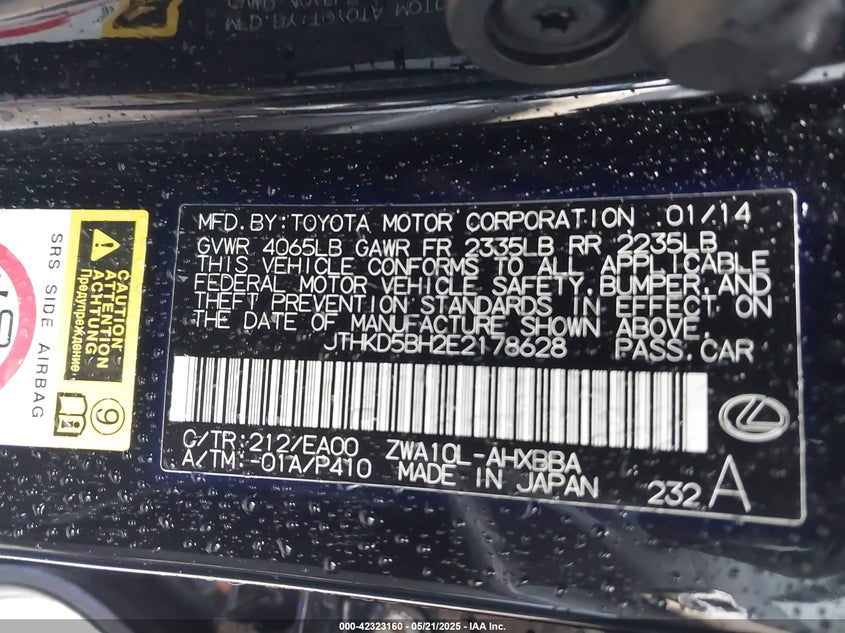 MFD. BY: TOYOTA MOTOR CORPORATION 01/14
GVWR 4065LB GAWR FR 2335LB RR 2235LB
THIS VEHICLE CONFORMS TO ALL APPLICABLE
FEDERAL MOTOR VEHICLE SAFETY, BUMPER, AND
THEFT PREVENTION STANDARDS IN EFFECT ON
THE DATE OF MANUFACTURE SHOWN ABOVE.
JTHKD5BH2E2178628 PASS. CAR
C/TR: 212/EA00 ZWA10L-AHXBBA
A/TM: -01A/P410 MADE IN JAPAN 232 A
SRS SIDE AIRBAG
CAUTION
ATTENTION
ACHTUNG
Предупреждение
9
000-42323160 - 05/21/2025 - IAA Inc.